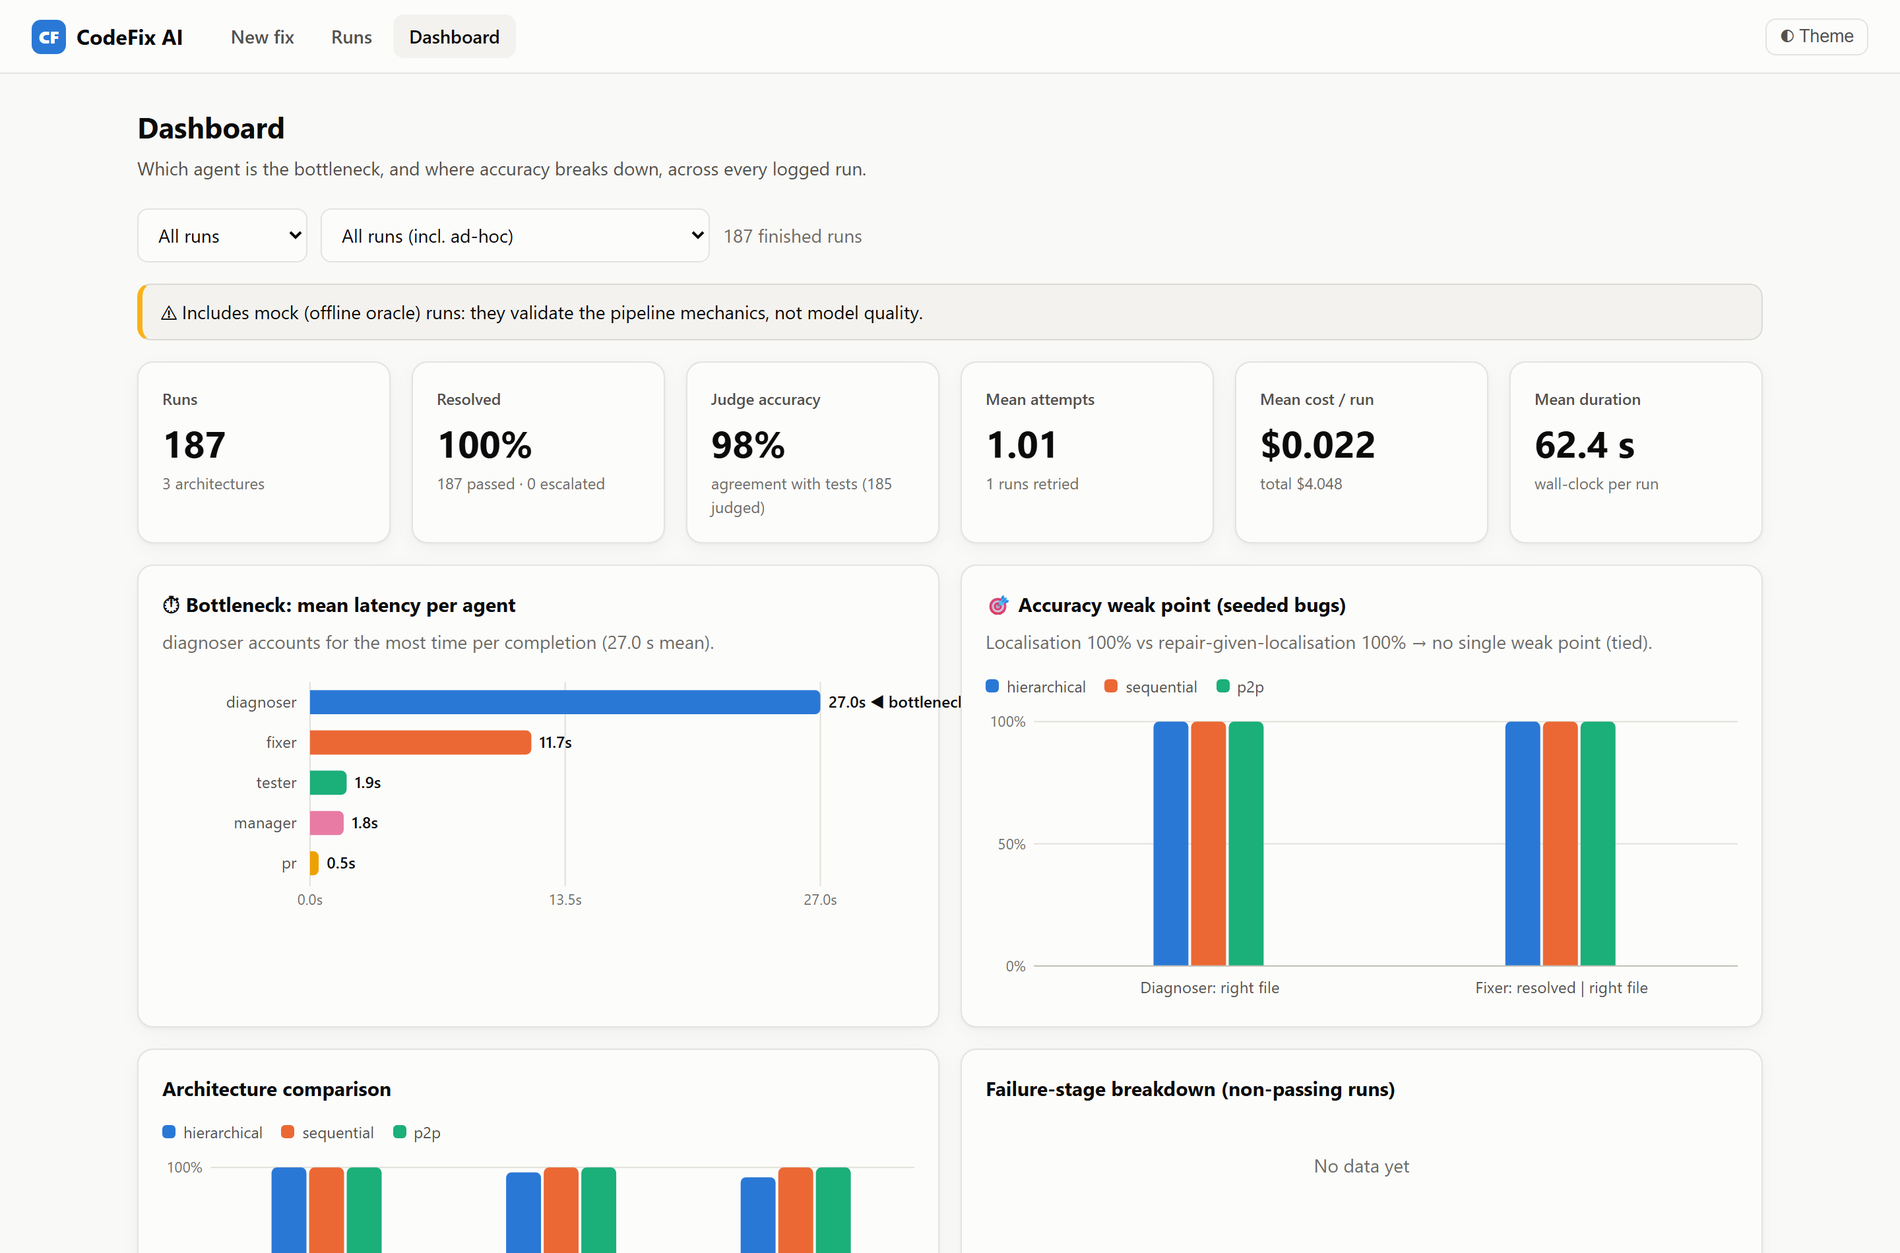 CF CodeFix AI New fix Runs Dashboard ◐ Theme
Dashboard
Which agent is the bottleneck, and where accuracy breaks down, across every logged run.
All runs All runs (incl. ad-hoc) 187 finished runs
⚠ Includes mock (offline oracle) runs: they validate the pipeline mechanics, not model quality.
Runs
187
3 architectures
Resolved
100%
187 passed · 0 escalated
Judge accuracy
98%
agreement with tests (185
judged)
Mean attempts
1.01
1 runs retried
Mean cost / run
$0.022
total $4.048
Mean duration
62.4 s
wall-clock per run
⏱ Bottleneck: mean latency per agent
diagnoser accounts for the most time per completion (27.0 s mean).
diagnoser 27.0s ◀ bottleneck
fixer 11.7s
tester 1.9s
manager 1.8s
pr 0.5s
0.0s 13.5s 27.0s
🎯 Accuracy weak point (seeded bugs)
Localisation 100% vs repair-given-localisation 100% → no single weak point (tied).
hierarchical sequential p2p
100%
50%
0%
Diagnoser: right file Fixer: resolved | right file
Architecture comparison
hierarchical sequential p2p
100%
Failure-stage breakdown (non-passing runs)
No data yet